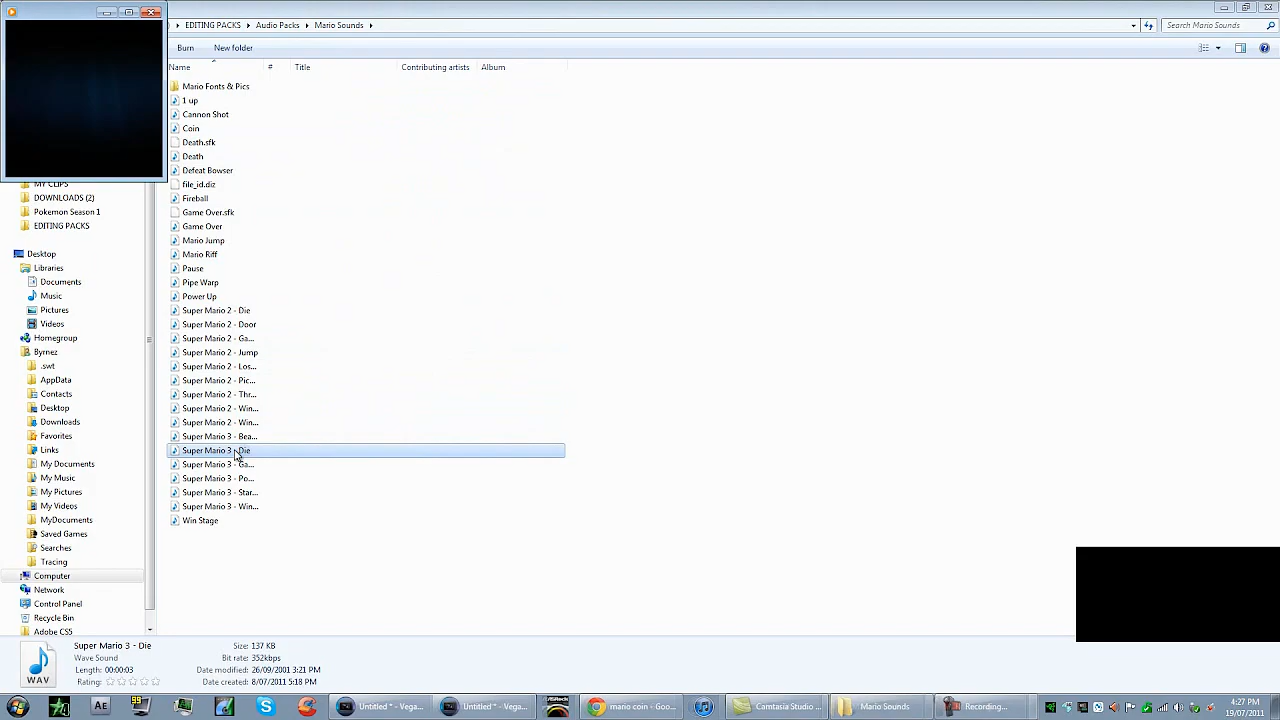 EDITING PACKS ▸ Audio Packs ▸ Mario Sounds ▸
Search Mario Sounds
Burn New folder
Name # Title Contributing artists Album
Mario Fonts & Pics
1 up
Cannon Shot
Coin
Death.sfk
Death
Defeat Bowser
file_id.diz
Fireball
Game Over.sfk
Game Over
Mario Jump
Mario Riff
Pause
Pipe Warp
Power Up
Super Mario 2 - Die
Super Mario 2 - Door
Super Mario 2 - Ga...
Super Mario 2 - Jump
Super Mario 2 - Los...
Super Mario 2 - Pic...
Super Mario 2 - Thr...
Super Mario 2 - Win...
Super Mario 2 - Win...
Super Mario 3 - Bea...
Super Mario 3 - Die
Super Mario 3 - Ga...
Super Mario 3 - Po...
Super Mario 3 - Star...
Super Mario 3 - Win...
Win Stage
MY CLIPS
DOWNLOADS (2)
Pokemon Season 1
EDITING PACKS
Desktop
Libraries
Documents
Music
Pictures
Videos
Homegroup
Byrnez
.swt
AppData
Contacts
Desktop
Downloads
Favorites
Links
My Documents
My Music
My Pictures
My Videos
MyDocuments
Saved Games
Searches
Tracing
Computer
Network
Control Panel
Recycle Bin
Adobe CS5
WAV
Super Mario 3 - Die
Wave Sound
Length: 00:00:03
Rating:
Size: 137 KB
Bit rate: 352kbps
Date modified: 26/09/2001 3:21 PM
Date created: 8/07/2011 5:18 PM
AE
99
Untitled * - Vega...
Untitled * - Vega...
ASRock
mario coin - Goo...
Camtasia Studio ...
Mario Sounds
Recording...
4:27 PM
19/07/2011